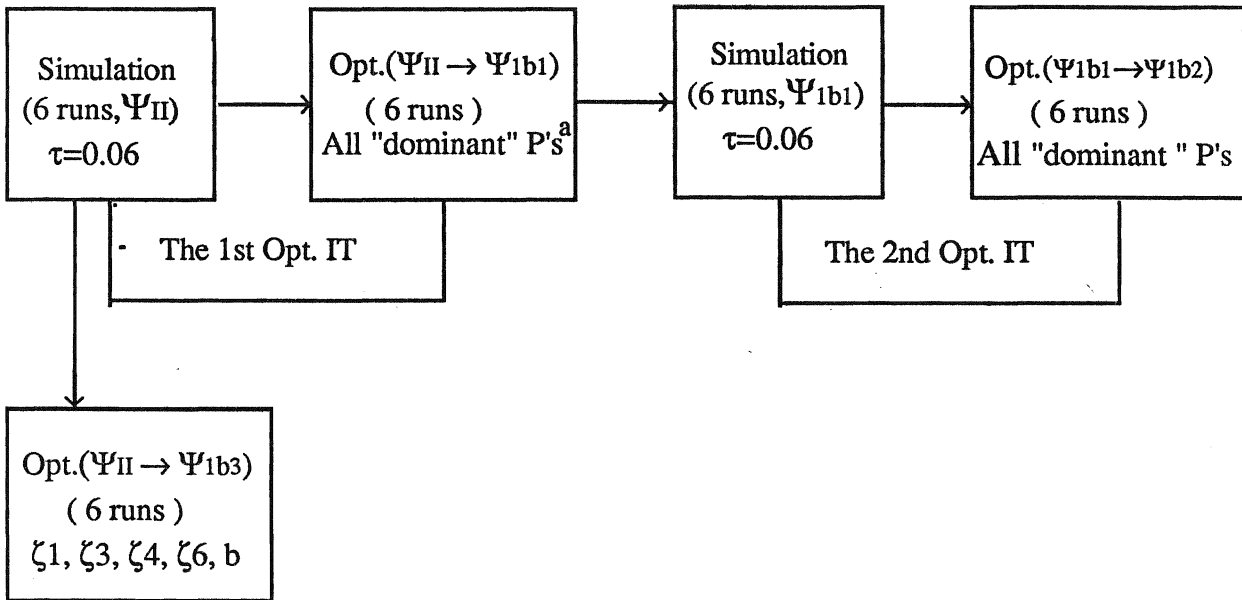 Simulation
(6 runs,ΨII)
τ=0.06
Opt.(ΨII → Ψ1b1)
( 6 runs )
All "dominant" P's^a
Simulation
(6 runs,Ψ1b1)
τ=0.06
Opt.(Ψ1b1→Ψ1b2)
( 6 runs )
All "dominant " P's
The 1st Opt. IT
The 2nd Opt. IT
Opt.(ΨII → Ψ1b3)
( 6 runs )
ζ1, ζ3, ζ4, ζ6, b